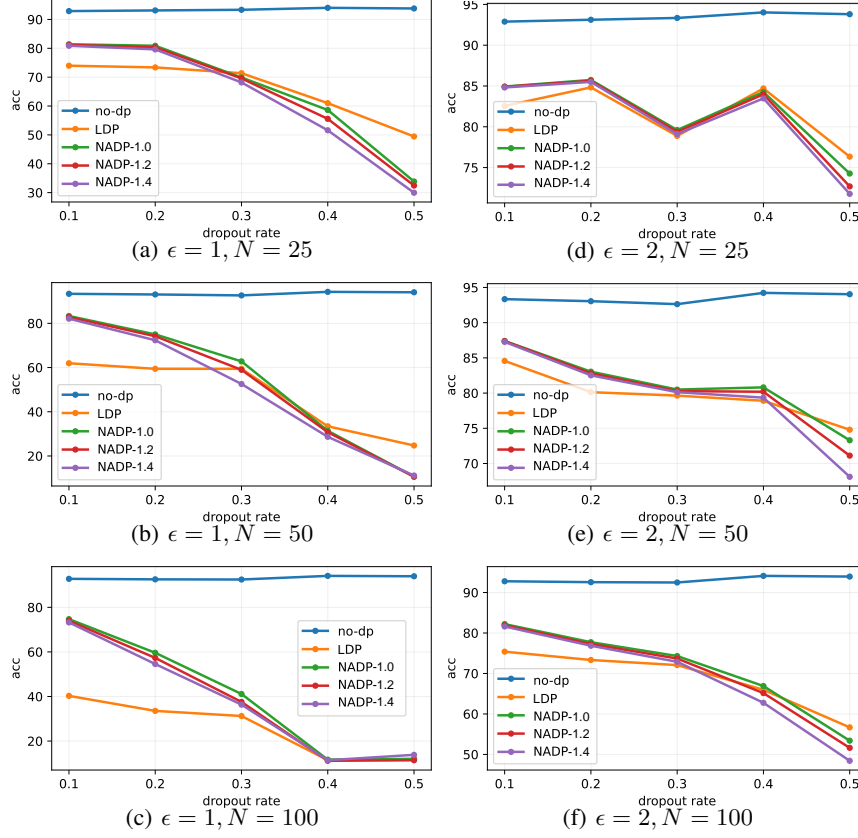 90
80
70
60
50
40
30
acc
no-dp
LDP
NADP-1.0
NADP-1.2
NADP-1.4
0.1 0.2 0.3 0.4 0.5
dropout rate
(a) ϵ = 1, N = 25
95
90
85
80
75
acc
no-dp
LDP
NADP-1.0
NADP-1.2
NADP-1.4
0.1 0.2 0.3 0.4 0.5
dropout rate
(d) ϵ = 2, N = 25
80
60
40
20
acc
no-dp
LDP
NADP-1.0
NADP-1.2
NADP-1.4
0.1 0.2 0.3 0.4 0.5
dropout rate
(b) ϵ = 1, N = 50
95
90
85
80
75
70
acc
no-dp
LDP
NADP-1.0
NADP-1.2
NADP-1.4
0.1 0.2 0.3 0.4 0.5
dropout rate
(e) ϵ = 2, N = 50
80
60
40
20
acc
no-dp
LDP
NADP-1.0
NADP-1.2
NADP-1.4
0.1 0.2 0.3 0.4 0.5
dropout rate
(c) ϵ = 1, N = 100
90
80
70
60
50
acc
no-dp
LDP
NADP-1.0
NADP-1.2
NADP-1.4
0.1 0.2 0.3 0.4 0.5
dropout rate
(f) ϵ = 2, N = 100